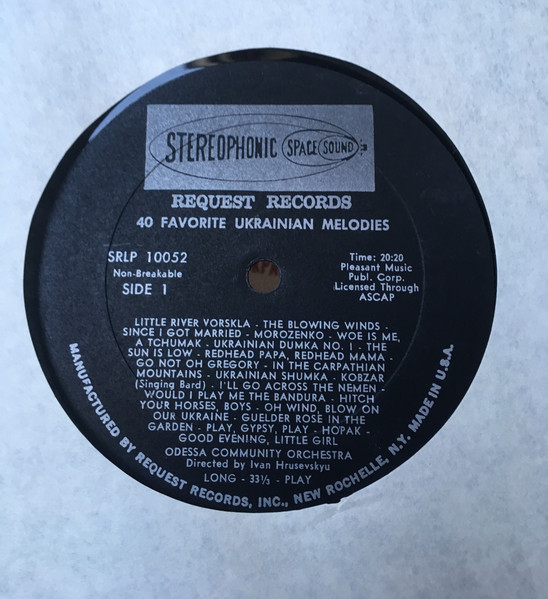 STEREOPHONIC SPACE SOUND
REQUEST RECORDS
40 FAVORITE UKRAINIAN MELODIES
SRLP 10052
Non-Breakable
SIDE 1
Time: 20:20
Pleasant Music
Publ. Corp.
Licensed Through
ASCAP
LITTLE RIVER VORSKLA - THE BLOWING WINDS -
SINCE I GOT MARRIED - MOROZENKO - WOE IS ME,
A TCHUMAK - UKRAINIAN DUMKA NO. 1 - THE
SUN IS LOW - REDHEAD PAPA, REDHEAD MAMA -
GO NOT OH GREGORY - IN THE CARPATHIAN
MOUNTAINS - UKRAINIAN SHUMKA - KOBZAR
(Singing Bard) - I'LL GO ACROSS THE NEMEN -
WOULD I PLAY ME THE BANDURA - HITCH
YOUR HORSES, BOYS - OH WIND, BLOW ON
OUR UKRAINE - GUELDER ROSE IN THE
GARDEN - PLAY, GYPSY, PLAY - HOPAK -
GOOD EVENING, LITTLE GIRL
ODESSA COMMUNITY ORCHESTRA
Directed by Ivan Hrusevskyu
LONG - 33⅓ - PLAY
MANUFACTURED BY REQUEST RECORDS, INC., NEW ROCHELLE, N.Y. MADE IN U.S.A.